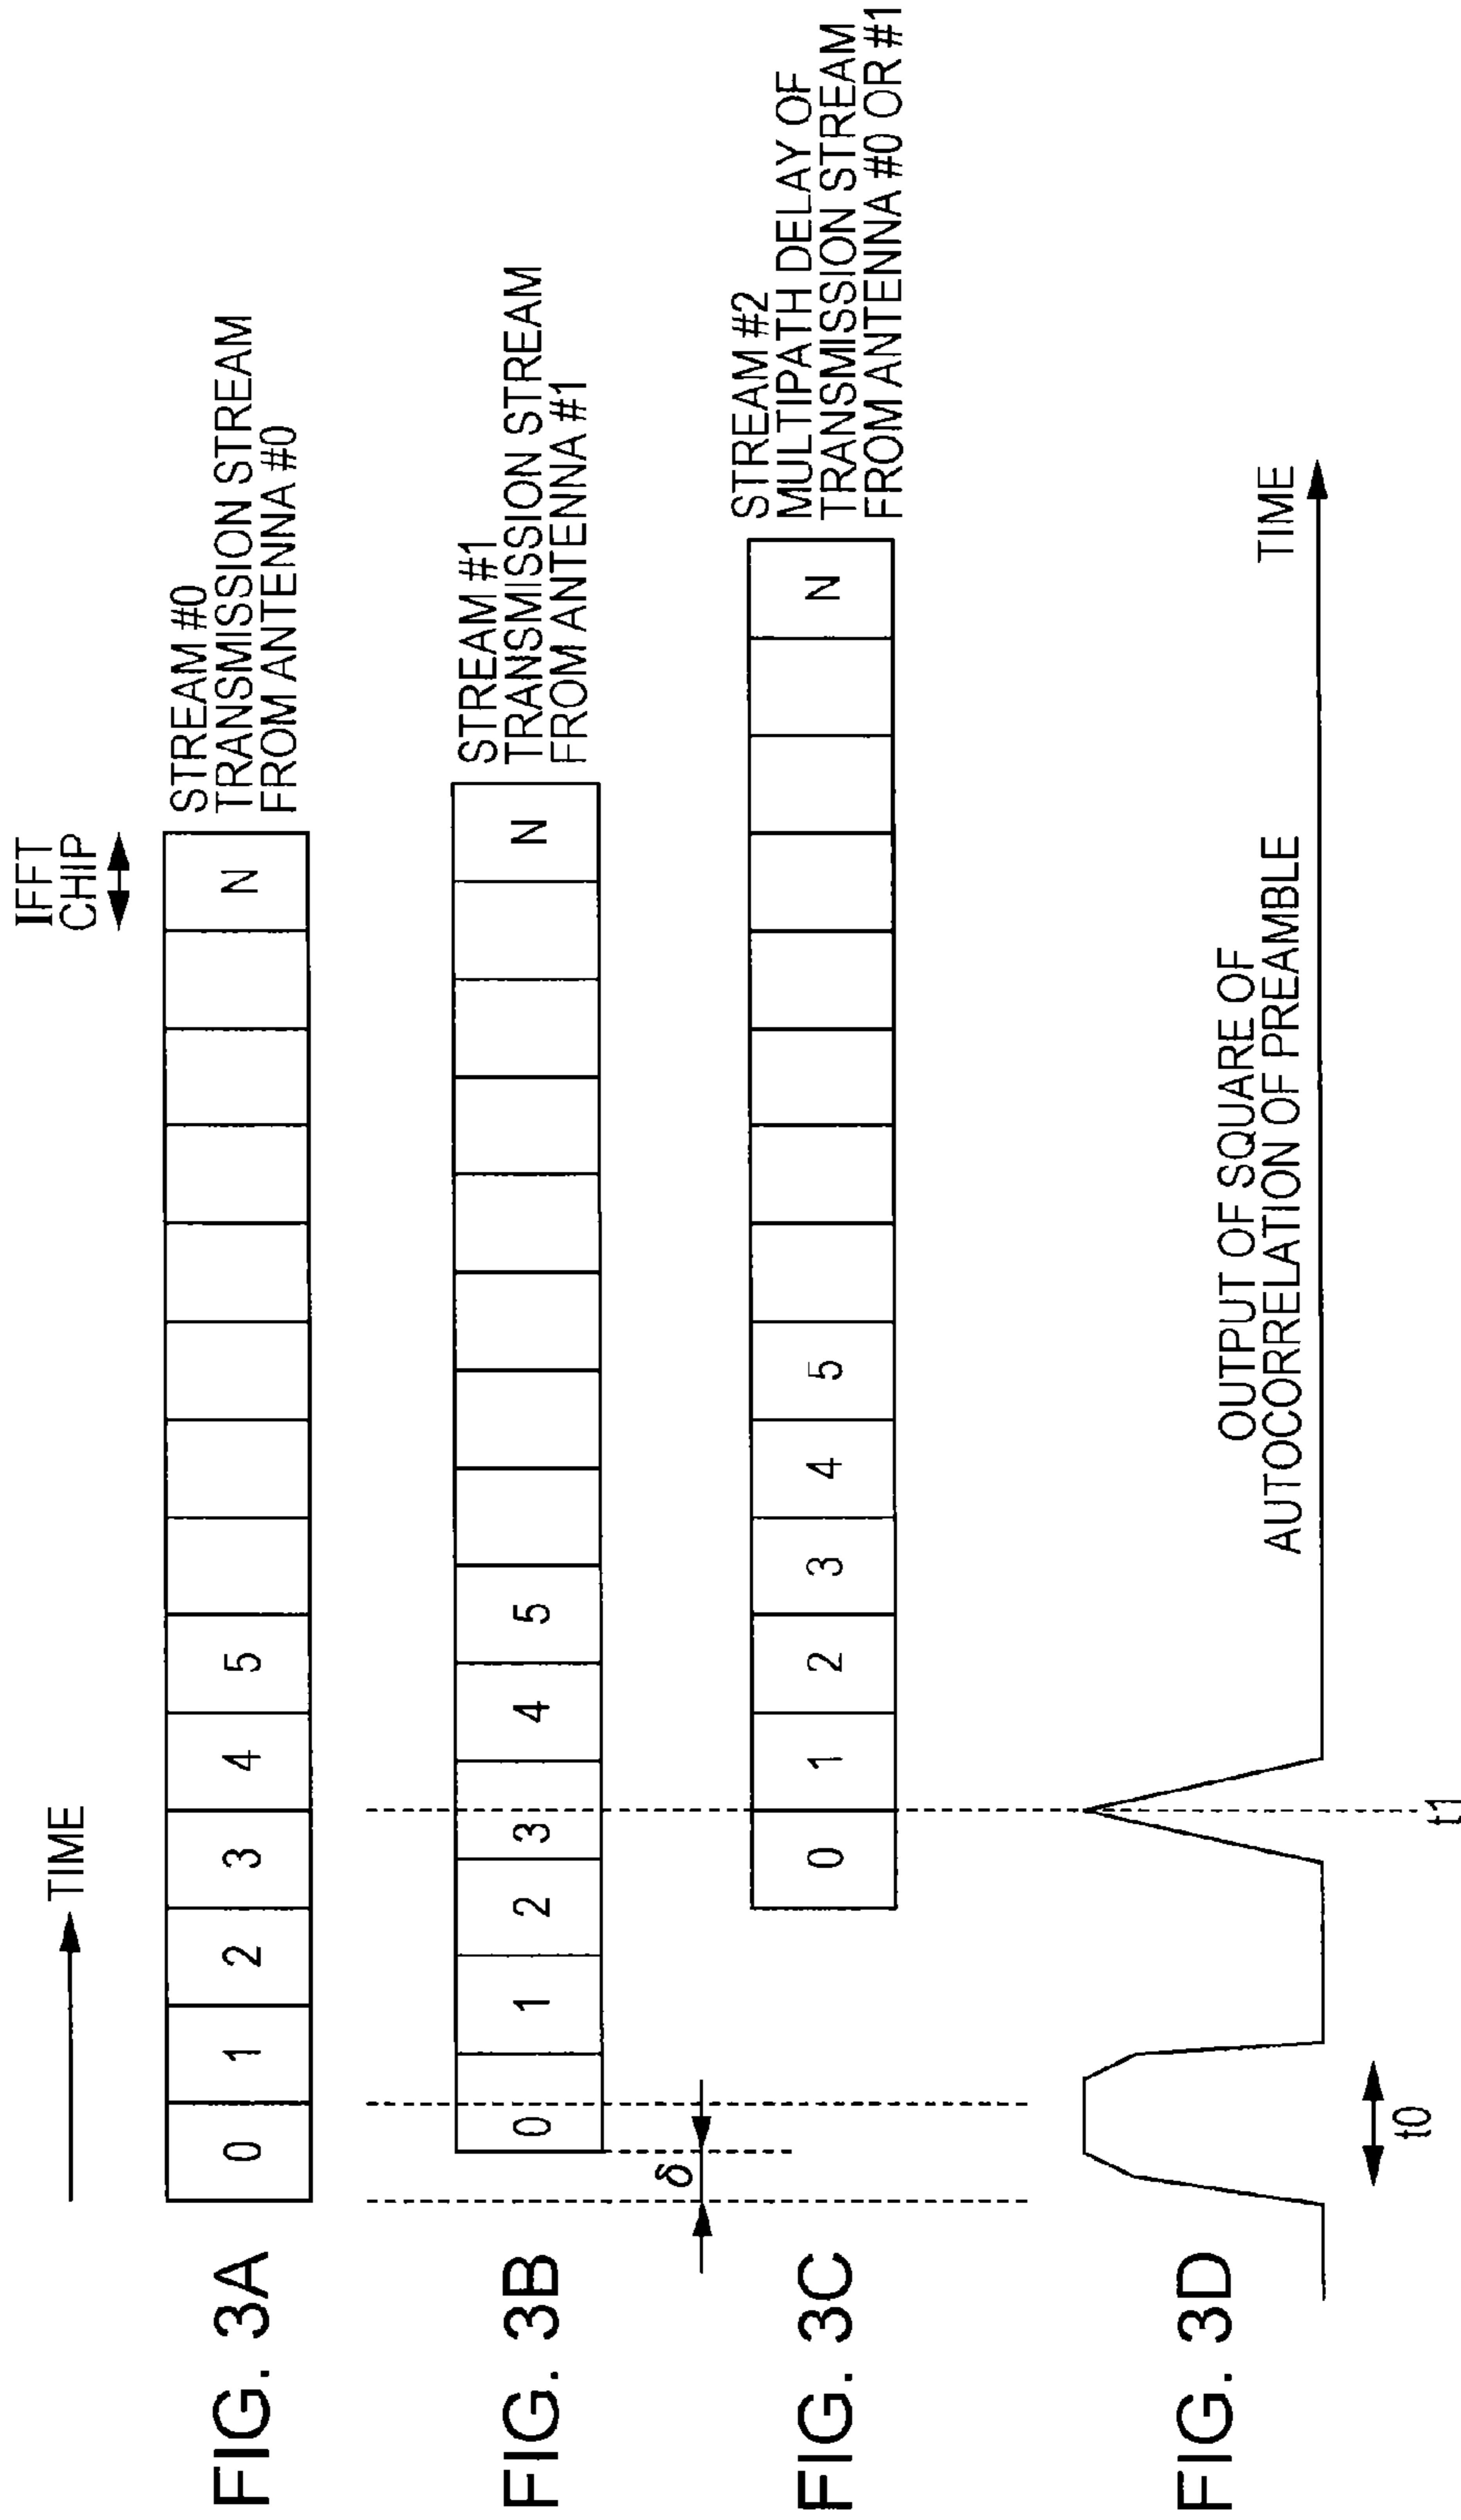 TIME
IFFT
CHIP
FIG. 3A
0 1 2 3 4 5 N
STREAM #0
TRANSMISSION STREAM
FROM ANTENNA #0
FIG. 3B
0 1 2 3 4 5 N
STREAM #1
TRANSMISSION STREAM
FROM ANTENNA #1
δ
FIG. 3C
0 1 2 3 4 5 N
STREAM #2
MULTIPATH DELAY OF
TRANSMISSION STREAM
FROM ANTENNA #0 OR #1
FIG. 3D
OUTPUT OF SQUARE OF
AUTOCORRELATION OF PREAMBLE
TIME
t0
t1